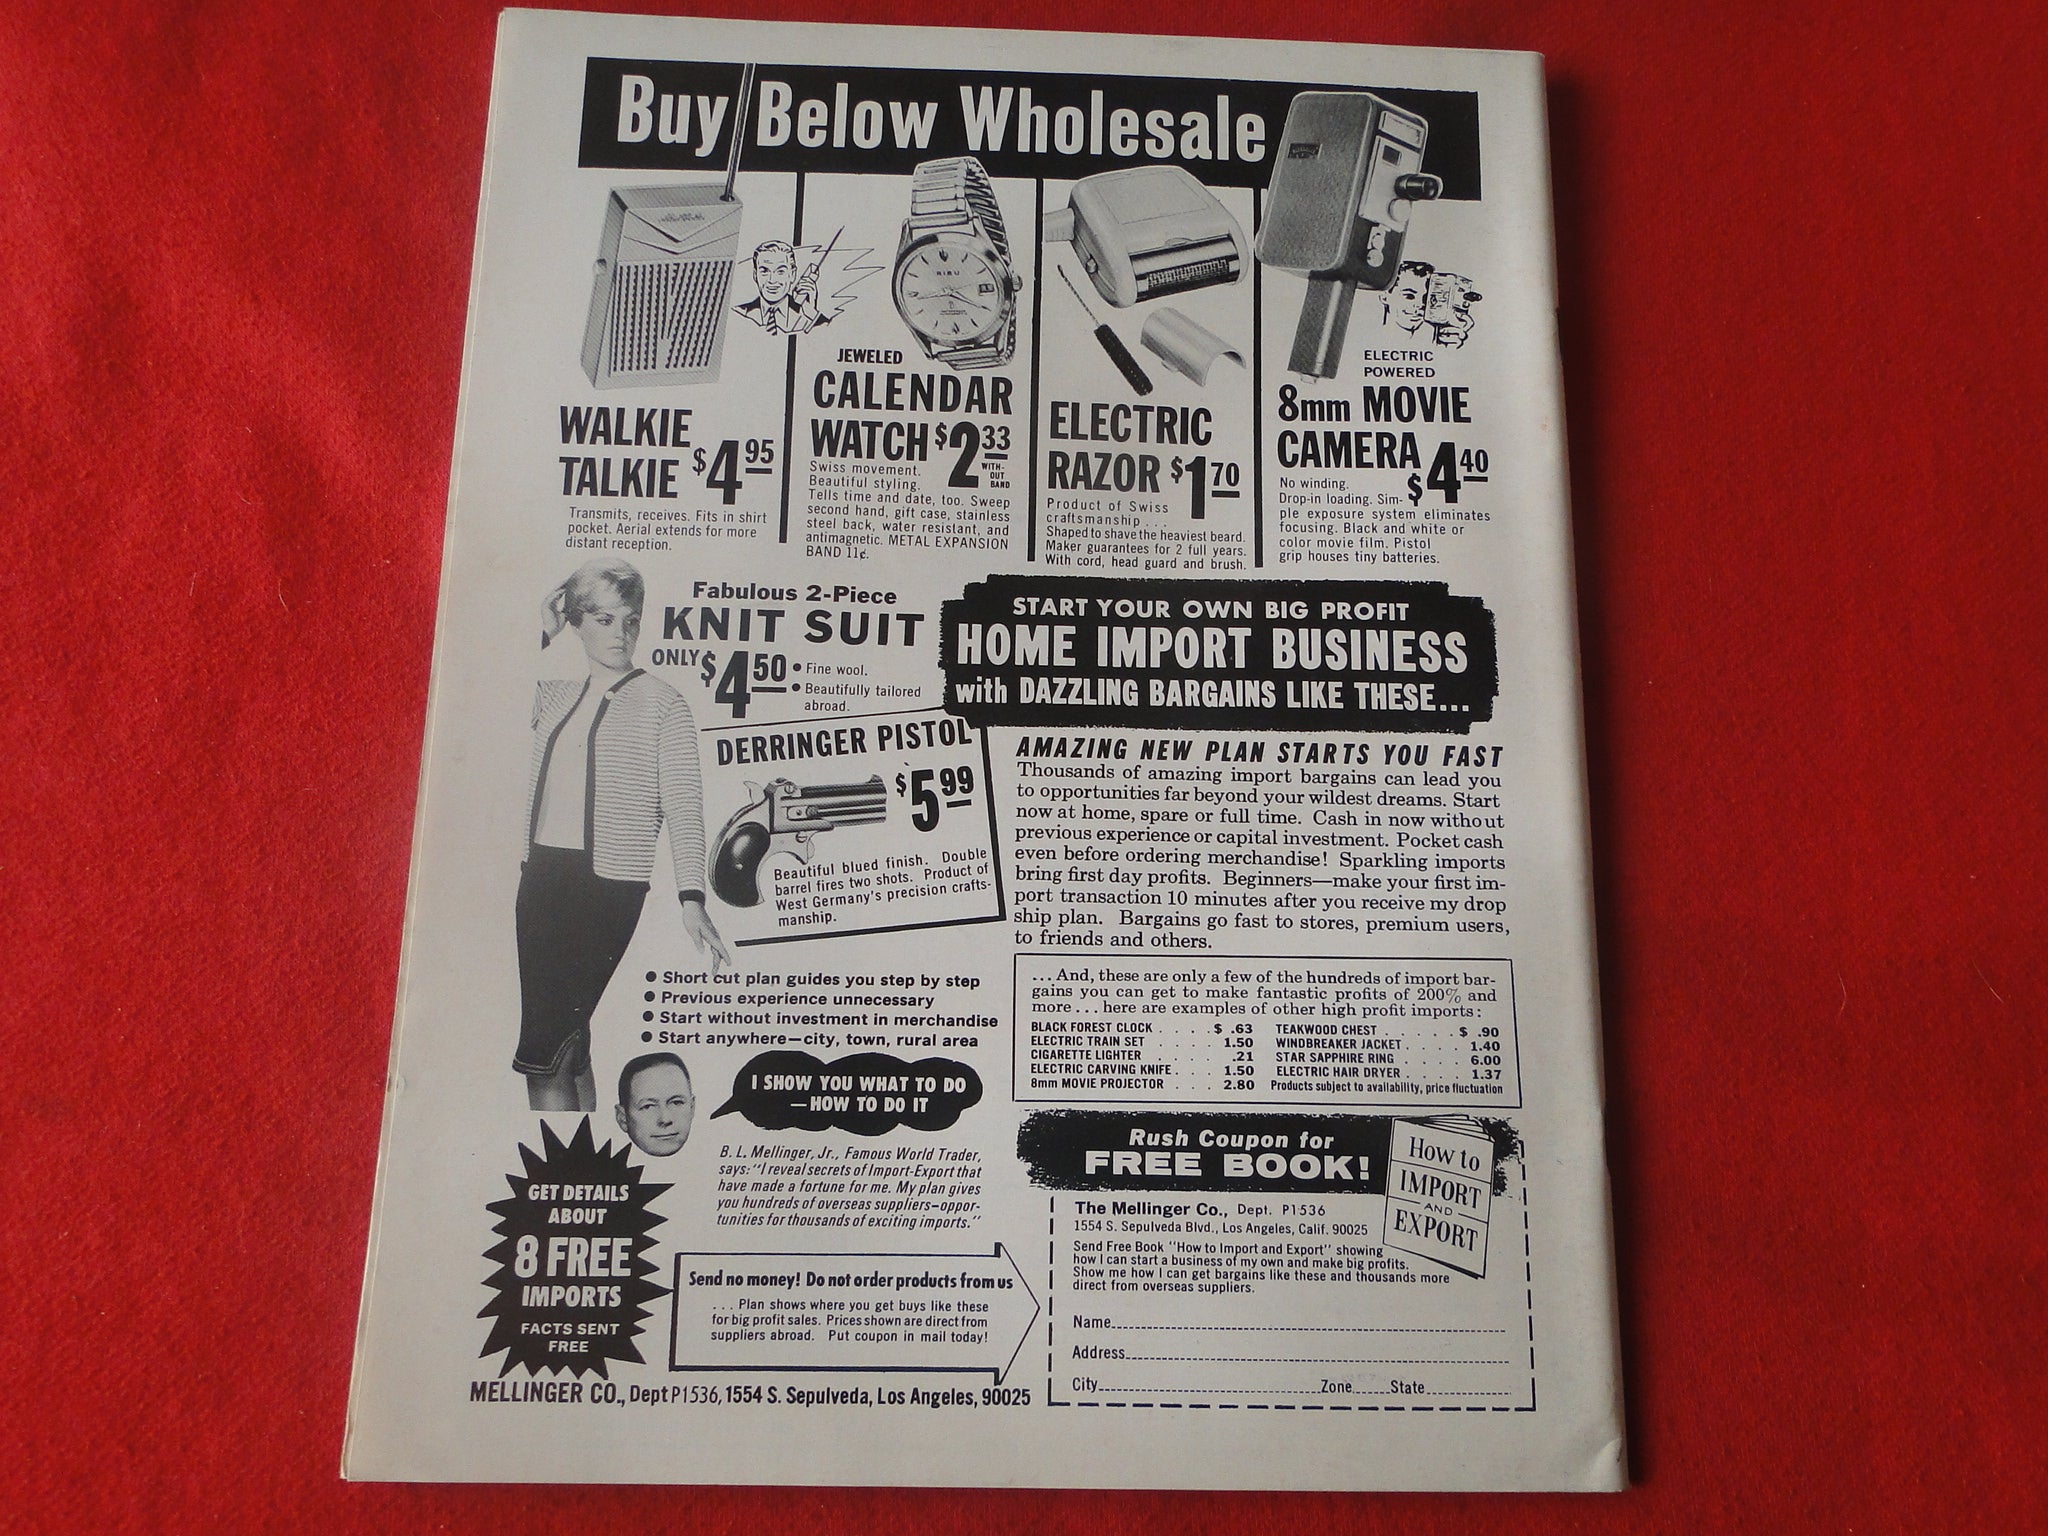 Buy Below Wholesale
RIBU
WALKIE
TALKIE $4 95
Transmits, receives. Fits in shirt
pocket. Aerial extends for more
distant reception.
JEWELED
CALENDAR
WATCH $2 33
WITH-
OUT
BAND
Swiss movement.
Beautiful styling.
Tells time and date, too. Sweep
second hand, gift case, stainless
steel back, water resistant, and
antimagnetic. METAL EXPANSION
BAND 11¢.
ELECTRIC
RAZOR $1 70
Product of Swiss
craftsmanship . . .
Shaped to shave the heaviest beard.
Maker guarantees for 2 full years.
With cord, head guard and brush.
ELECTRIC
POWERED
8mm MOVIE
CAMERA $4 40
No winding.
Drop-in loading. Sim-
ple exposure system eliminates
focusing. Black and white or
color movie film. Pistol
grip houses tiny batteries.
Fabulous 2-Piece
KNIT SUIT
ONLY $4 50
• Fine wool.
• Beautifully tailored
abroad.
DERRINGER PISTOL
$5 99
Beautiful blued finish. Double
barrel fires two shots. Product of
West Germany's precision crafts-
manship.
• Short cut plan guides you step by step
• Previous experience unnecessary
• Start without investment in merchandise
• Start anywhere—city, town, rural area
I SHOW YOU WHAT TO DO
—HOW TO DO IT
B. L. Mellinger, Jr., Famous World Trader,
says: "I reveal secrets of Import-Export that
have made a fortune for me. My plan gives
you hundreds of overseas suppliers—oppor-
tunities for thousands of exciting imports."
GET DETAILS
ABOUT
8 FREE
IMPORTS
FACTS SENT
FREE
Send no money! Do not order products from us
. . . Plan shows where you get buys like these
for big profit sales. Prices shown are direct from
suppliers abroad. Put coupon in mail today!
MELLINGER CO., Dept P1536, 1554 S. Sepulveda, Los Angeles, 90025
START YOUR OWN BIG PROFIT
HOME IMPORT BUSINESS
with DAZZLING BARGAINS LIKE THESE...
AMAZING NEW PLAN STARTS YOU FAST
Thousands of amazing import bargains can lead you
to opportunities far beyond your wildest dreams. Start
now at home, spare or full time. Cash in now without
previous experience or capital investment. Pocket cash
even before ordering merchandise! Sparkling imports
bring first day profits. Beginners—make your first im-
port transaction 10 minutes after you receive my drop
ship plan. Bargains go fast to stores, premium users,
to friends and others.
... And, these are only a few of the hundreds of import bar-
gains you can get to make fantastic profits of 200% and
more . . . here are examples of other high profit imports:
BLACK FOREST CLOCK . . . . $ .63 TEAKWOOD CHEST . . . . . $ .90
ELECTRIC TRAIN SET . . . . 1.50 WINDBREAKER JACKET . . . . 1.40
CIGARETTE LIGHTER . . . . .21 STAR SAPPHIRE RING . . . . 6.00
ELECTRIC CARVING KNIFE . . . 1.50 ELECTRIC HAIR DRYER . . . . 1.37
8mm MOVIE PROJECTOR . . . 2.80 Products subject to availability, price fluctuation
Rush Coupon for
FREE BOOK!
How to
IMPORT
AND
EXPORT
The Mellinger Co., Dept. P1536
1554 S. Sepulveda Blvd., Los Angeles, Calif. 90025
Send Free Book "How to Import and Export" showing
how I can start a business of my own and make big profits.
Show me how I can get bargains like these and thousands more
direct from overseas suppliers.
Name
Address
City Zone State